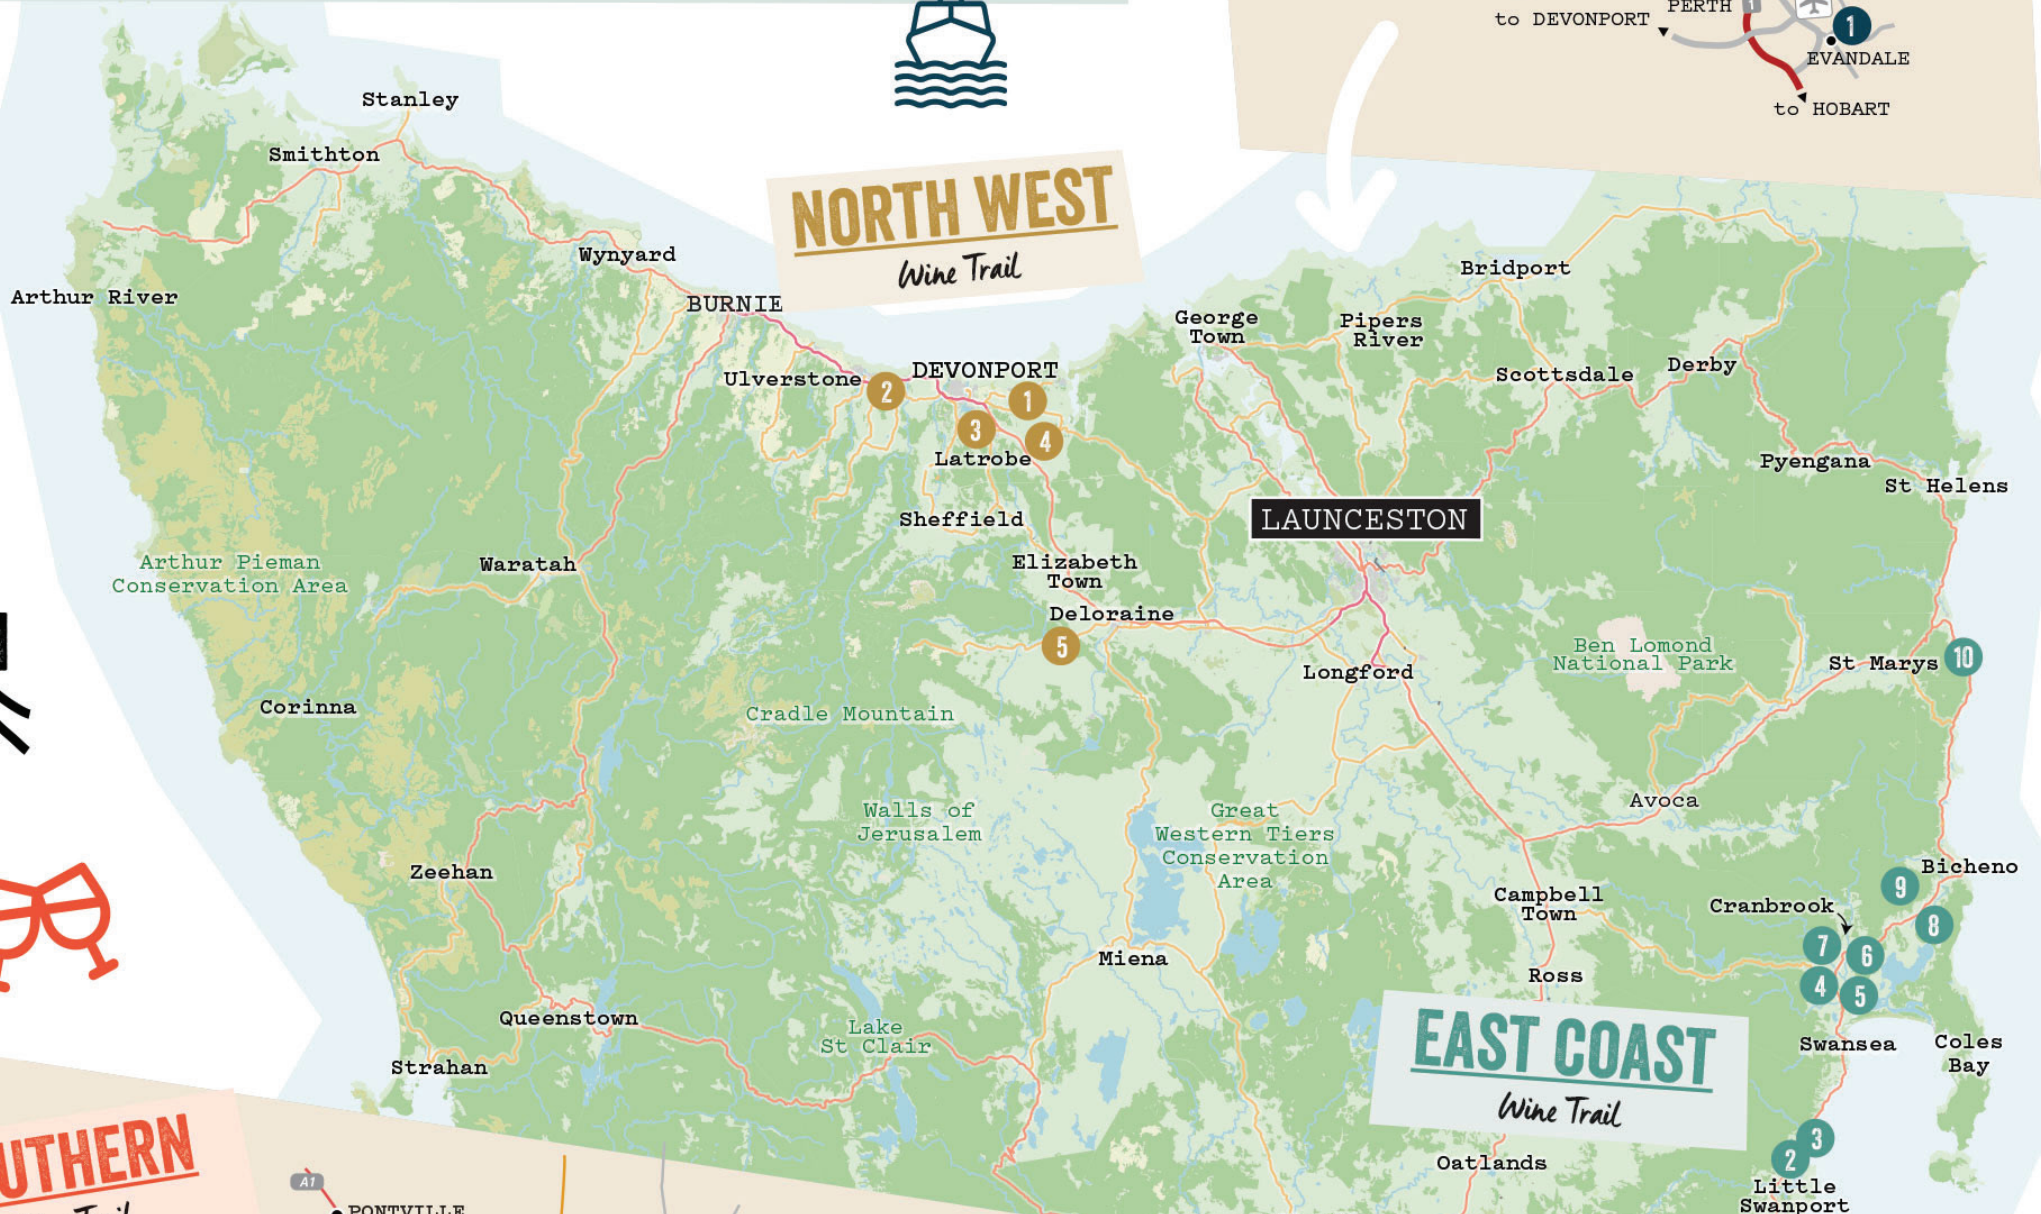 to DEVONPORT
PERTH
1
1
EVANDALE
to HOBART
Stanley
Smithton
NORTH WEST
Wine Trail
Wynyard
Arthur River
BURNIE
Bridport
George
Town
Pipers
River
Ulverstone
2
DEVONPORT
1
3
4
Latrobe
Scottsdale
Derby
Pyengana
St Helens
LAUNCESTON
Sheffield
Arthur Pieman
Conservation Area
Waratah
Elizabeth
Town
Deloraine
5
Longford
Ben Lomond
National Park
St Marys
10
Corinna
Cradle Mountain
Walls of
Jerusalem
Great
Western Tiers
Conservation
Area
Avoca
Zeehan
Campbell
Town
Bicheno
9
Cranbrook
8
7
6
4
5
Miena
Ross
Queenstown
Lake
St Clair
EAST COAST
Wine Trail
Swansea
Coles
Bay
Strahan
3
2
Little
Swanport
Oatlands
UTHERN
Trail
A1
PONTVILLE